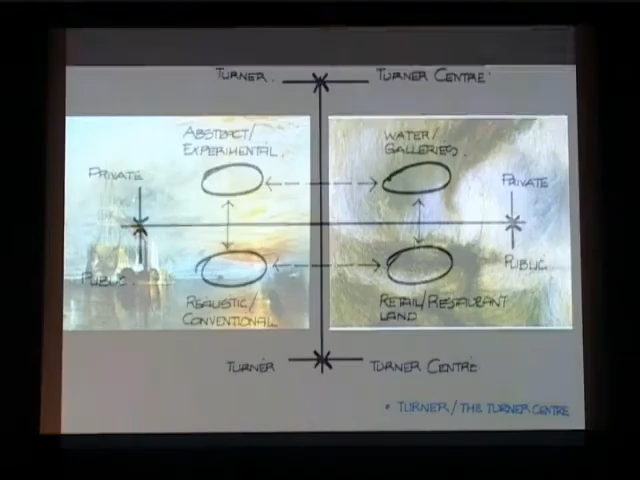 TURNER. TURNER CENTRE
ABSTRACT/
EXPERIMENTAL.
WATER/
GALLERIES.
PRIVATE
PRIVATE
PUBLIC.
PUBLIC.
REALISTIC/
CONVENTIONAL
RETAIL/RESTAURANT
LAND
TURNER TURNER CENTRE
• TURNER/THE TURNER CENTRE